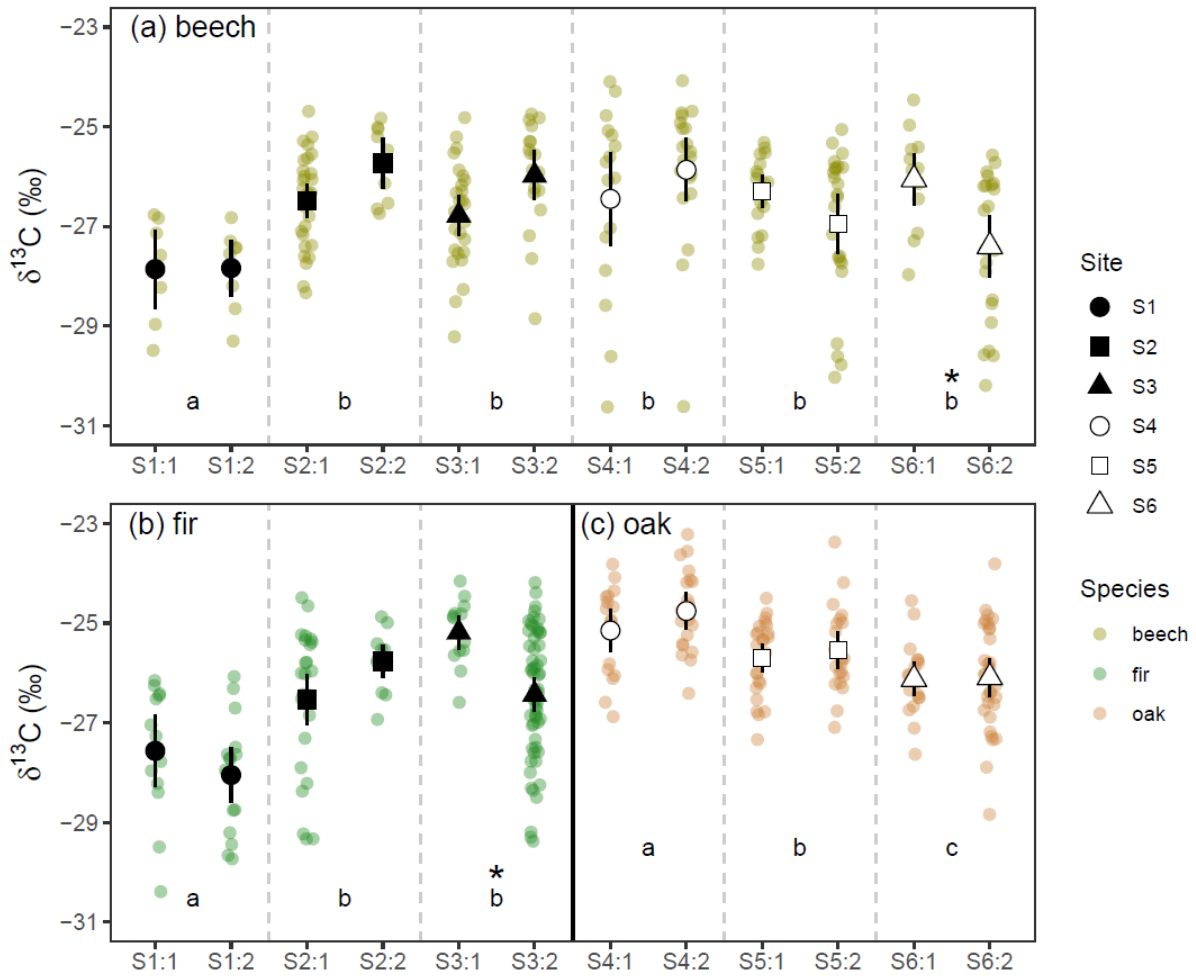 (a) beech
−23
−25
−27
−29
−31
δ13C (‰)
a b b b b * b
S1:1 S1:2 S2:1 S2:2 S3:1 S3:2 S4:1 S4:2 S5:1 S5:2 S6:1 S6:2
(b) fir (c) oak
−23
−25
−27
−29
−31
δ13C (‰)
a b * b a b c
S1:1 S1:2 S2:1 S2:2 S3:1 S3:2 S4:1 S4:2 S5:1 S5:2 S6:1 S6:2
Site
S1
S2
S3
S4
S5
S6
Species
beech
fir
oak